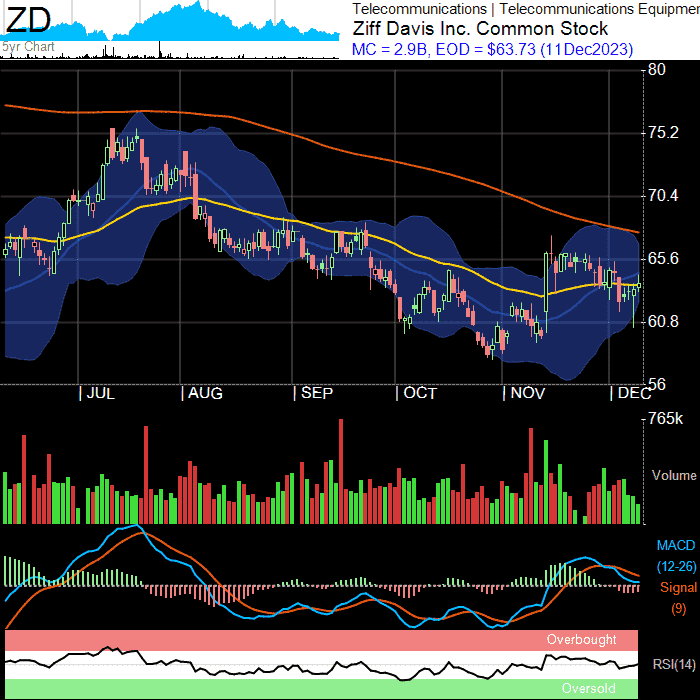 ZD
5yr Chart
Telecommunications | Telecommunications Equipmen
Ziff Davis Inc. Common Stock
MC = 2.9B, EOD = $63.73 (11Dec2023)
80
75.2
70.4
65.6
60.8
56
JUL AUG SEP OCT NOV DEC
765k
Volume
MACD
(12-26)
Signal
(9)
Overbought
RSI(14)
Oversold